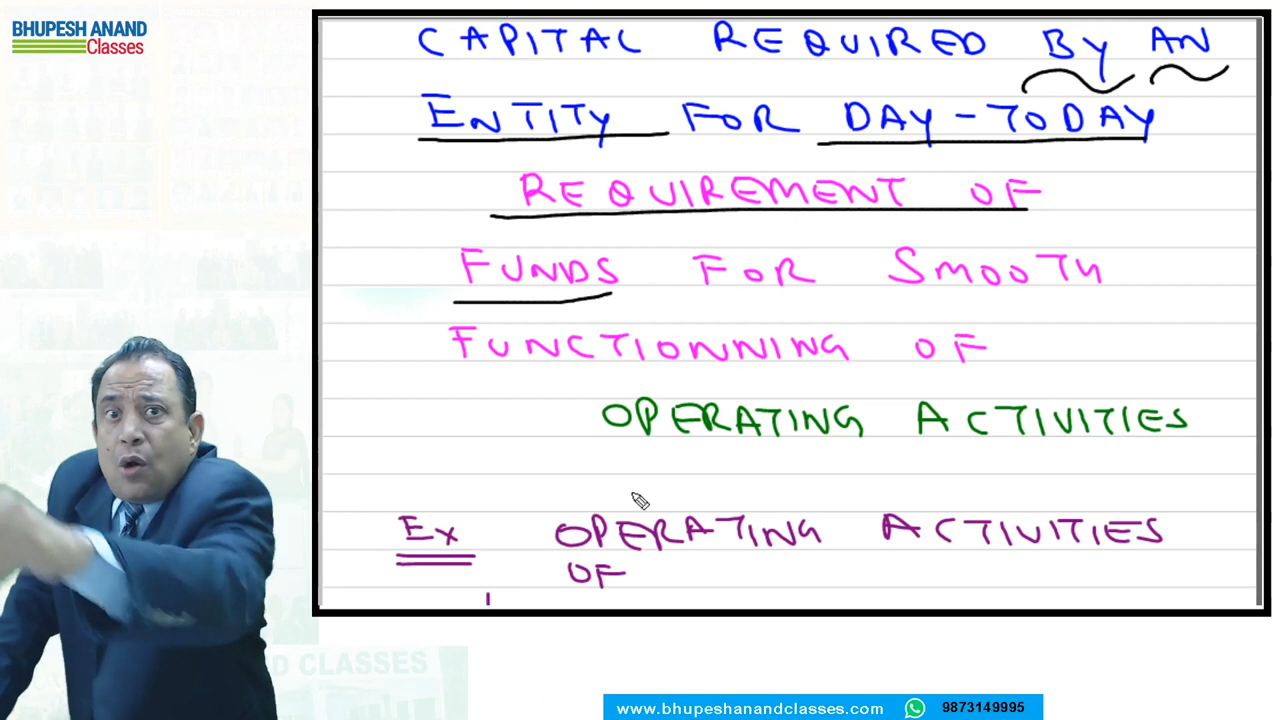 BHUPESH ANAND
Classes
CAPITAL REQUIRED BY AN
ENTITY FOR DAY-TODAY
REQUIREMENT OF
FUNDS FOR SMOOTH
FUNCTIONNING OF
OPERATING ACTIVITIES
Ex OPERATING ACTIVITIES
OF
D CLASSES
www.bhupeshanandclasses.com 9873149995